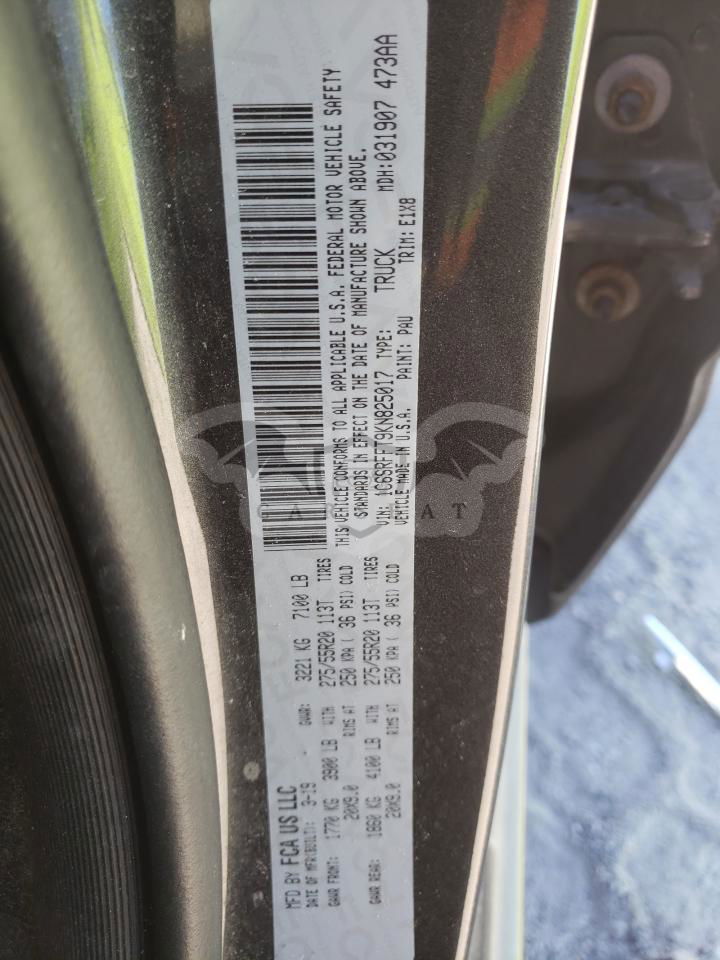 MFD BY FCA US LLC
DATE OF MFR(BUILT): 3-19 GVWR: 3221 KG 7100 LB
GAWR FRONT: 1770 KG 3900 LB WITH 275/55R20 113T TIRES
20X9.0 RIMS AT 250 KPA ( 36 PSI) COLD
GAWR REAR: 1860 KG 4100 LB WITH 275/55R20 113T TIRES
20X9.0 RIMS AT 250 KPA ( 36 PSI) COLD
THIS VEHICLE CONFORMS TO ALL APPLICABLE U.S.A. FEDERAL MOTOR VEHICLE SAFETY
STANDARDS IN EFFECT ON THE DATE OF MANUFACTURE SHOWN ABOVE.
VIN: 1C6SRFFT9KN825017 TYPE: TRUCK MDH: 031907 473AA
VEHICLE MADE IN U.S.A. PAINT: PAU TRIM: E1X8